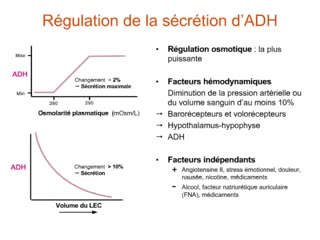 Régulation de la sécrétion d'ADH
Max
ADH
Changement ≈ 2%
→ Sécrétion maximale
Min
280
295
Osmolarité plasmatique (mOsm/L)
ADH
Changement > 10%
→ Sécrétion
Volume du LEC
• Régulation osmotique : la plus
puissante
• Facteurs hémodynamiques
Diminution de la pression artérielle ou
du volume sanguin d'au moins 10%
→ Barorécepteurs et volorécepteurs
→ Hypothalamus-hypophyse
→ ADH
• Facteurs indépendants
+ Angiotensine II, stress émotionnel, douleur,
nausée, nicotine, médicaments
− Alcool, facteur natriurétique auriculaire
(FNA), médicaments